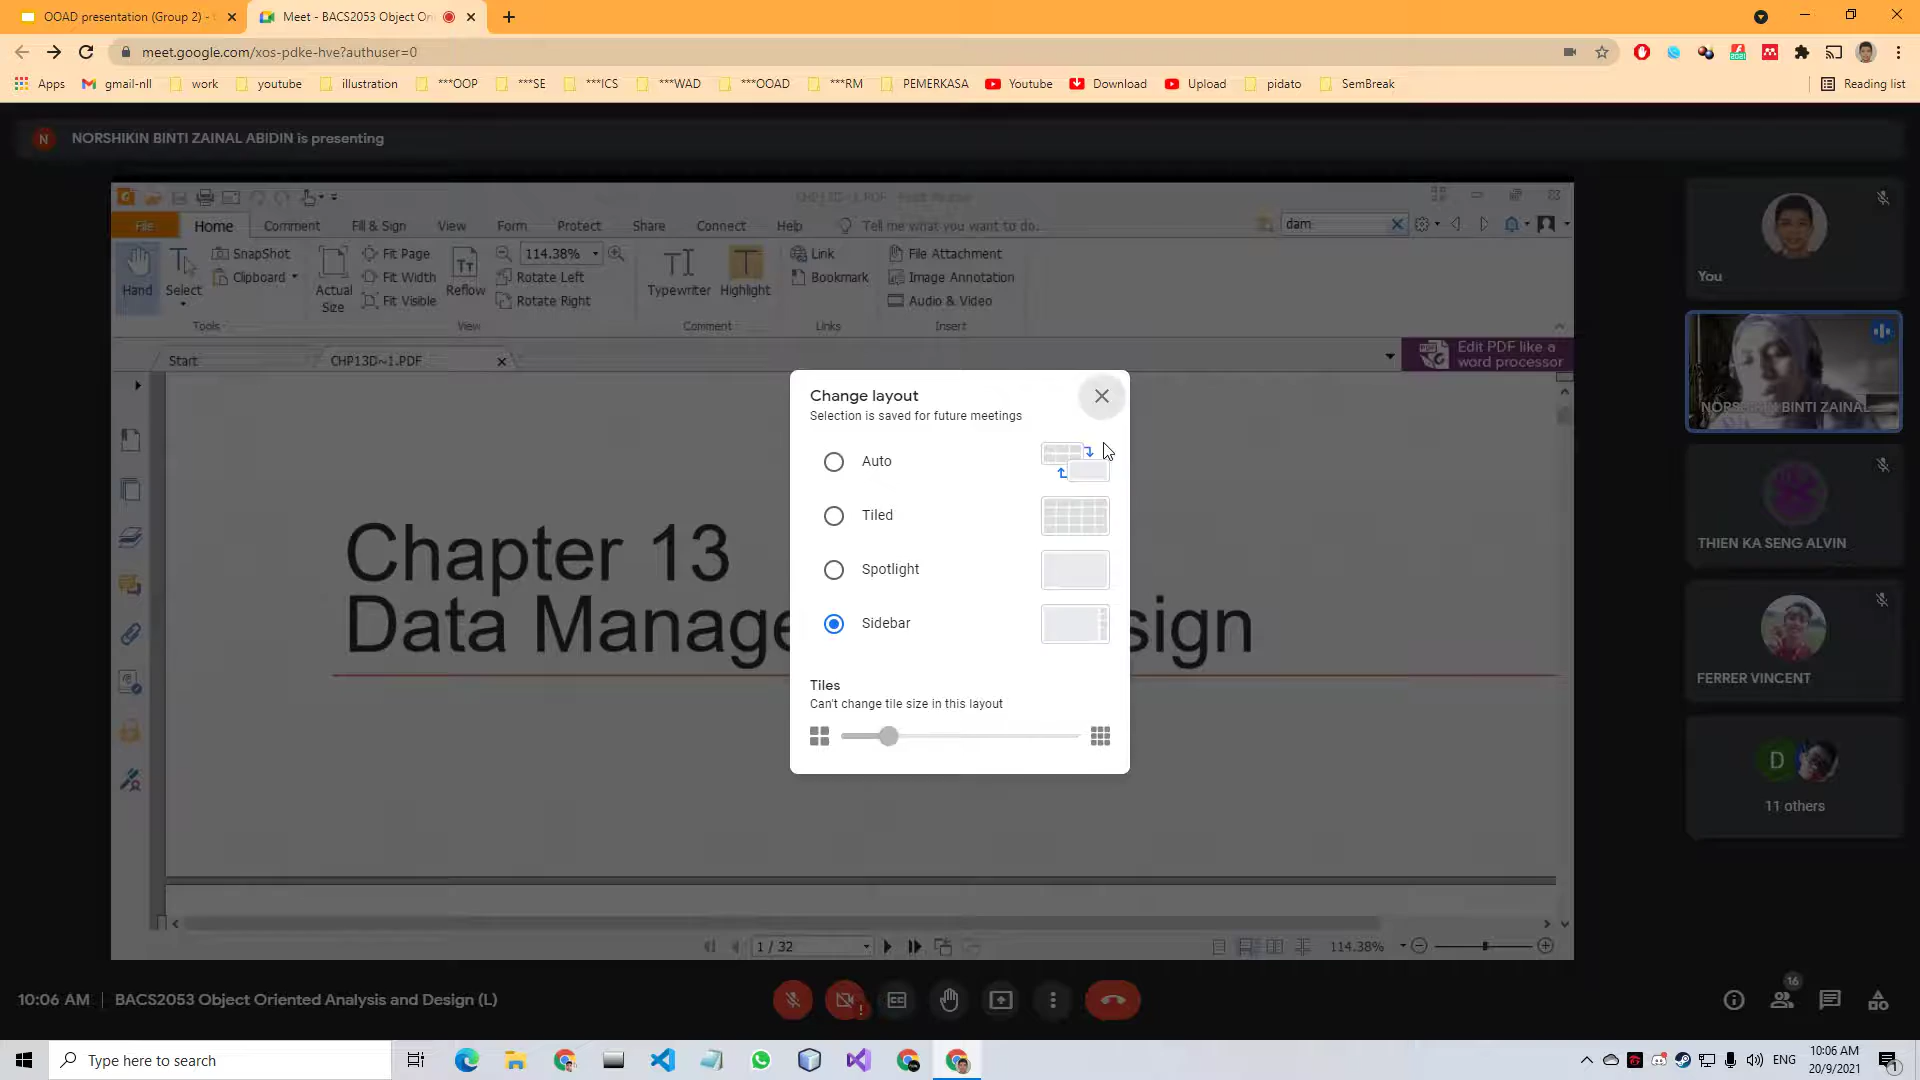 OOAD presentation (Group 2) -
Meet - BACS2053 Object Or
meet.google.com/xos-pdke-hve?authuser=0
Apps
gmail-nll
work
youtube
illustration
***OOP
***SE
***ICS
***WAD
***OOAD
***RM
PEMERKASA
Youtube
Download
Upload
pidato
SemBreak
Reading list
N
NORSHIKIN BINTI ZAINAL ABIDIN is presenting
File
Home
Comment
Fill & Sign
View
Form
Protect
Share
Connect
Help
Tell me what you want to do..
dam
Hand
Select
SnapShot
Clipboard
Actual
Size
Fit Page
Fit Width
Fit Visible
Reflow
114.38%
Rotate Left
Rotate Right
Typewriter
Highlight
Link
Bookmark
File Attachment
Image Annotation
Audio & Video
Tools
View
Comment
Links
Insert
Start
CHP13D~1.PDF
Edit PDF like a
word processor
Chapter 13
Data Manage
sign
Change layout
Selection is saved for future meetings
Auto
Tiled
Spotlight
Sidebar
Tiles
Can't change tile size in this layout
1 / 32
114.38%
You
NORSHIKIN BINTI ZAINAL
THIEN KA SENG ALVIN
FERRER VINCENT
D
11 others
10:06 AM
BACS2053 Object Oriented Analysis and Design (L)
16
Type here to search
ENG
10:06 AM
20/9/2021
1